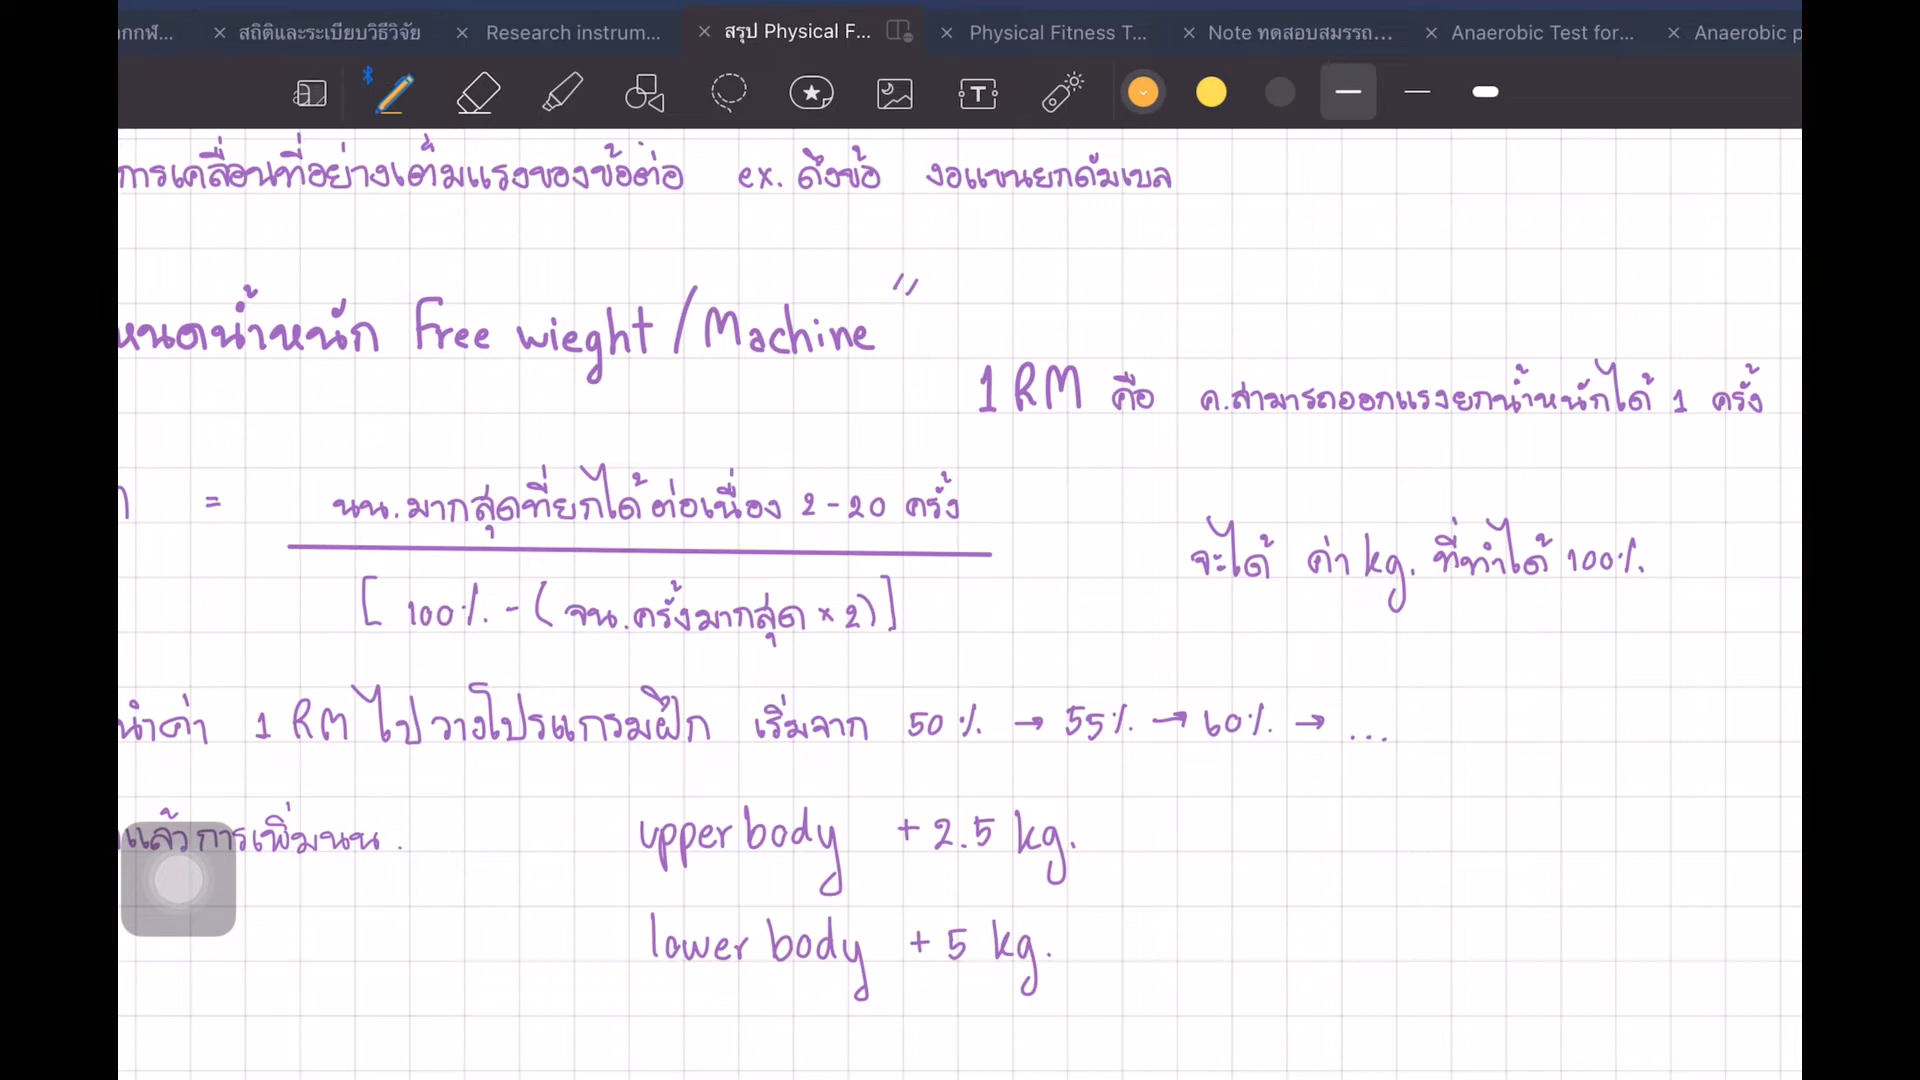 อกกฬ... สถิติและระเบียบวิธีวิจัย Research instrum... สรุป Physical F... Physical Fitness T... Note ทดสอบสมรรถ... Anaerobic Test for... Anaerobic p
การเคลื่อนที่อย่างเต็มแรงของข้อต่อ ex. ดึงข้อ งอแขนยกดัมเบล
หนดน้ำหนัก Free wieght / Machine "
1 RM คือ ค.สามารถออกแรงยกน้ำหนักได้ 1 ครั้ง
= นน.มากสุดที่ยกได้ต่อเนื่อง 2 - 20 ครั้ง
[ 100% - ( จน.ครั้งมากสุด × 2) ]
จะได้ ค่า kg. ที่ทำได้ 100%
นำค่า 1 RM ไปวางโปรแกรมฝึก เริ่มจาก 50% → 55% → 60% → ...
แล้วการเพิ่มนน. upper body + 2.5 kg.
lower body + 5 kg.